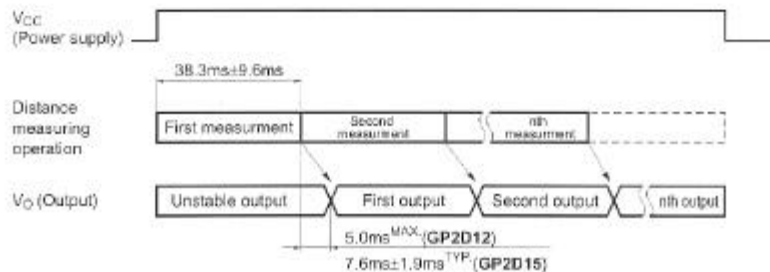 VCC
(Power supply)
38.3ms±9.6ms
Distance
measuring
operation
First measurment
Second
measurment
nth
measurment
VO (Output)
Unstable output
First output
Second output
nth output
5.0ms MAX. (GP2D12)
7.6ms±1.9ms TYP. (GP2D15)